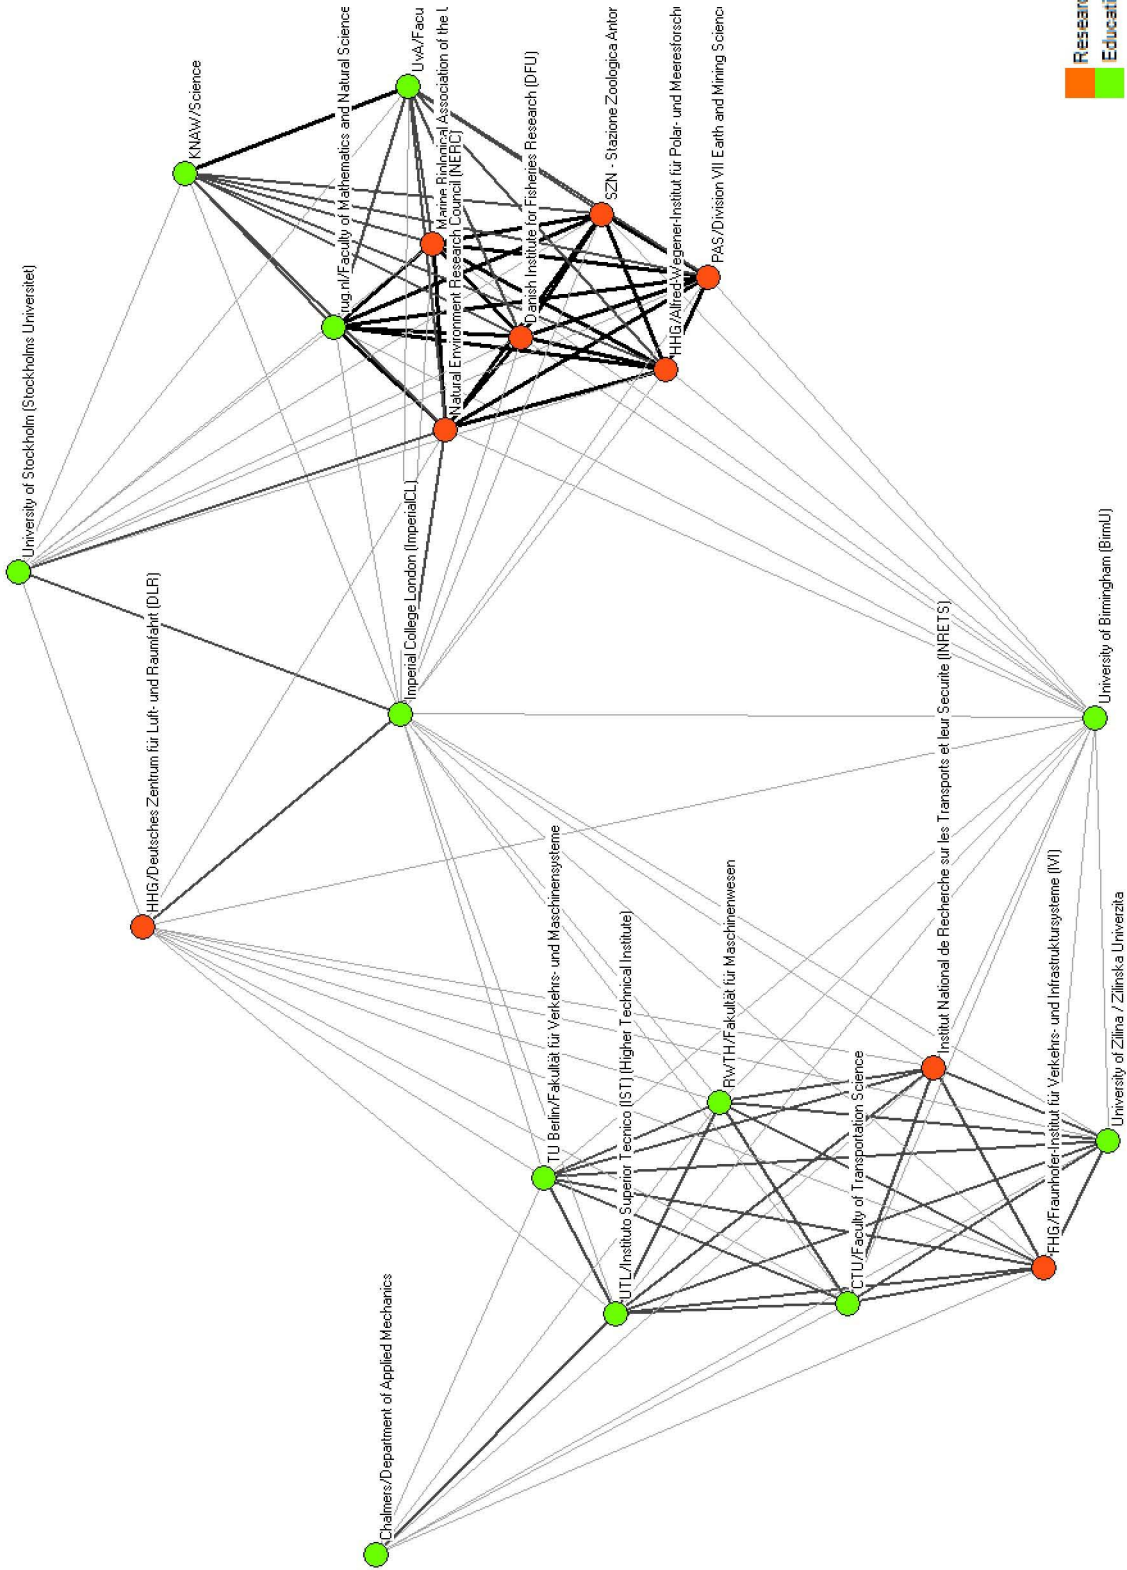 University of Stockholm (Stockholms Universitet)
KNAW/Science
UvA/Facu
rug.nl/Faculty of Mathematics and Natural Science
Marine Biological Association of the U
Natural Environment Research Council (NERC)
Danish Institute for Fisheries Research (DFU)
SZN - Stazione Zoologica Anton
HHG/Alfred-Wegener-Institut für Polar- und Meeresforsch
PAS/Division VII Earth and Mining Scienc
HHG/Deutsches Zentrum für Luft- und Raumfahrt (DLR)
Imperial College London (ImperialCL)
TU Berlin/Fakultät für Verkehrs- und Maschinensysteme
UTL/Instituto Superior Tecnico (IST) (Higher Technical Institute)
RWTH/Fakultät für Maschinenwesen
CTU/Faculty of Transportation Science
Institut National de Recherche sur les Transports et leur Securite (INRETS)
FHG/Fraunhofer-Institut für Verkehrs- und Infrastruktursysteme (IVI)
University of Birmingham (BirmU)
University of Zilina / Zilinska Univerzita
Chalmers/Department of Applied Mechanics
Researc
Educati